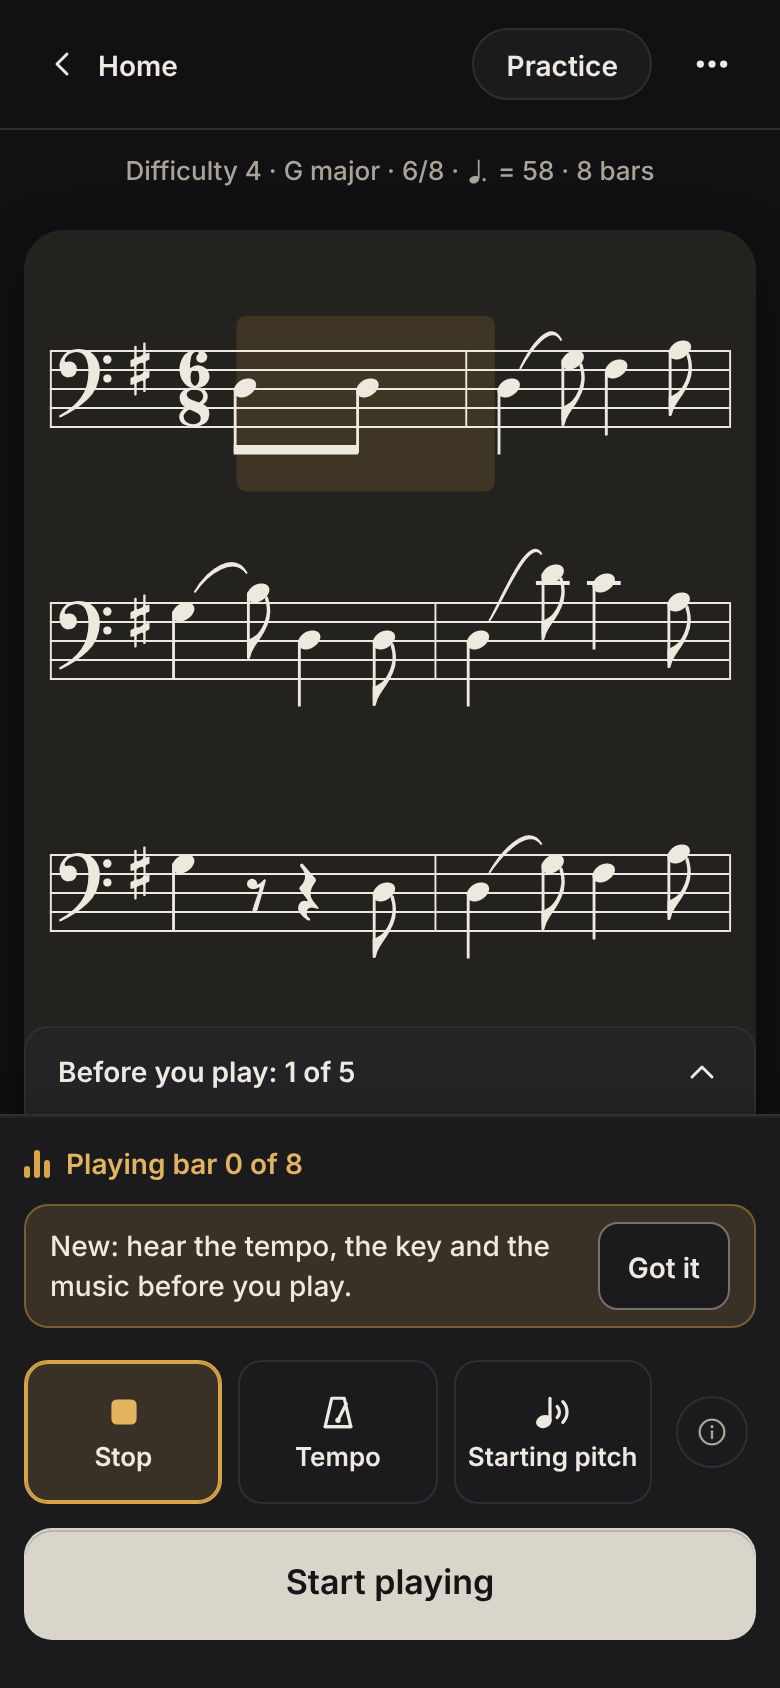 Home
Practice
Difficulty 4 · G major · 6/8 · ♩. = 58 · 8 bars
6
8
Before you play: 1 of 5
Playing bar 0 of 8
New: hear the tempo, the key and the
music before you play.
Got it
Stop
Tempo
Starting pitch
Start playing